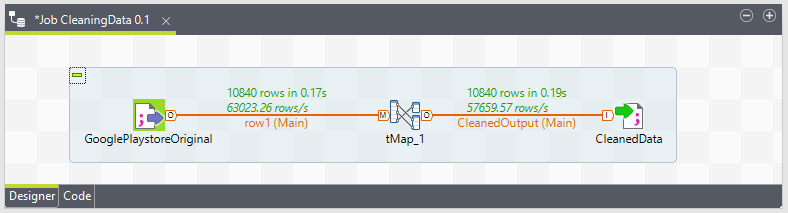 *Job CleaningData 0.1
10840 rows in 0.17s
63023.26 rows/s
row1 (Main)
10840 rows in 0.19s
57659.57 rows/s
CleanedOutput (Main)
O
M
O
I
GooglePlaystoreOriginal
tMap_1
CleanedData
Designer
Code